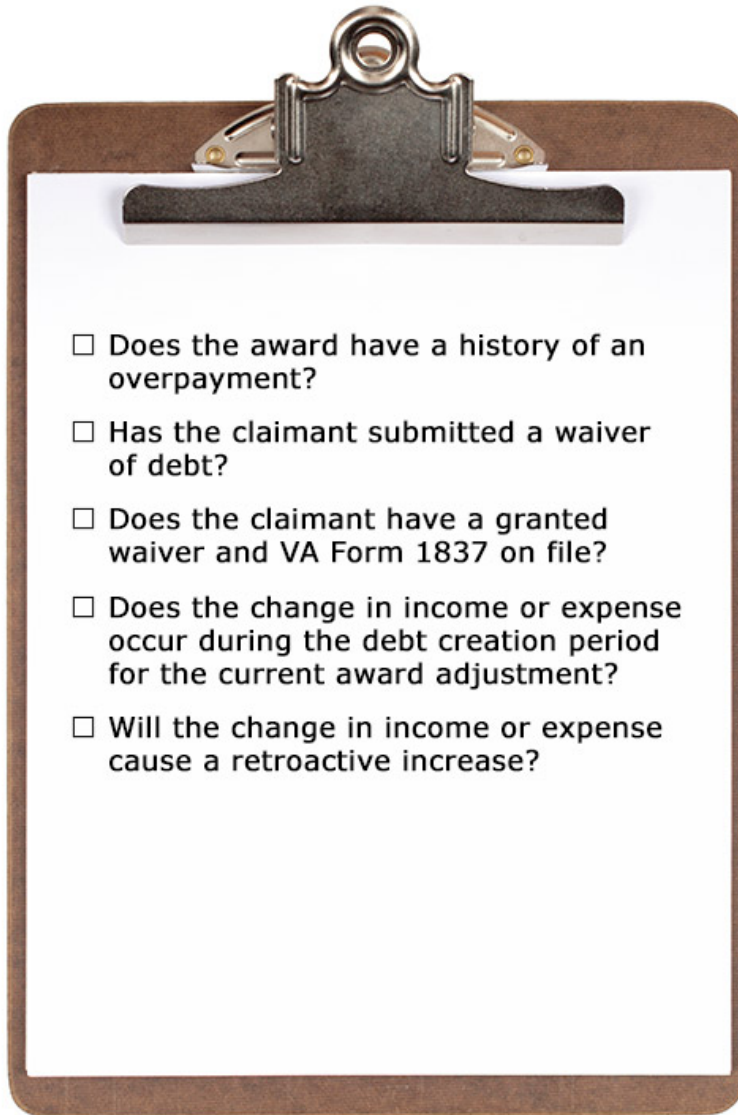 ☐ Does the award have a history of an
overpayment?
☐ Has the claimant submitted a waiver
of debt?
☐ Does the claimant have a granted
waiver and VA Form 1837 on file?
☐ Does the change in income or expense
occur during the debt creation period
for the current award adjustment?
☐ Will the change in income or expense
cause a retroactive increase?